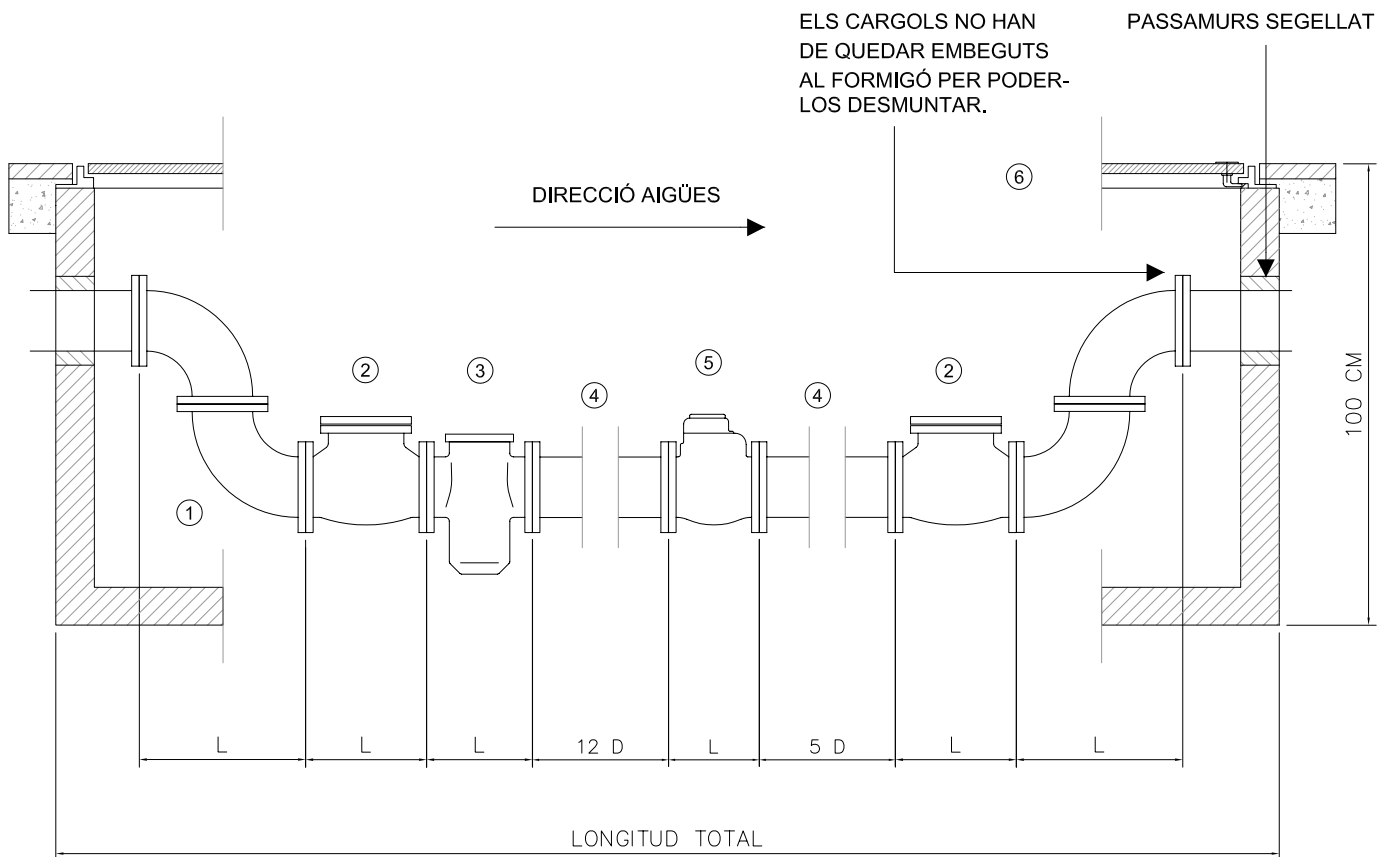 ELS CARGOLS NO HAN
DE QUEDAR EMBEGUTS
AL FORMIGÓ PER PODER-
LOS DESMUNTAR.
PASSAMURS SEGELLAT
DIRECCIÓ AIGÜES
6
2
3
5
2
4
4
1
100 CM
L
L
L
12 D
L
5 D
L
L
LONGITUD TOTAL